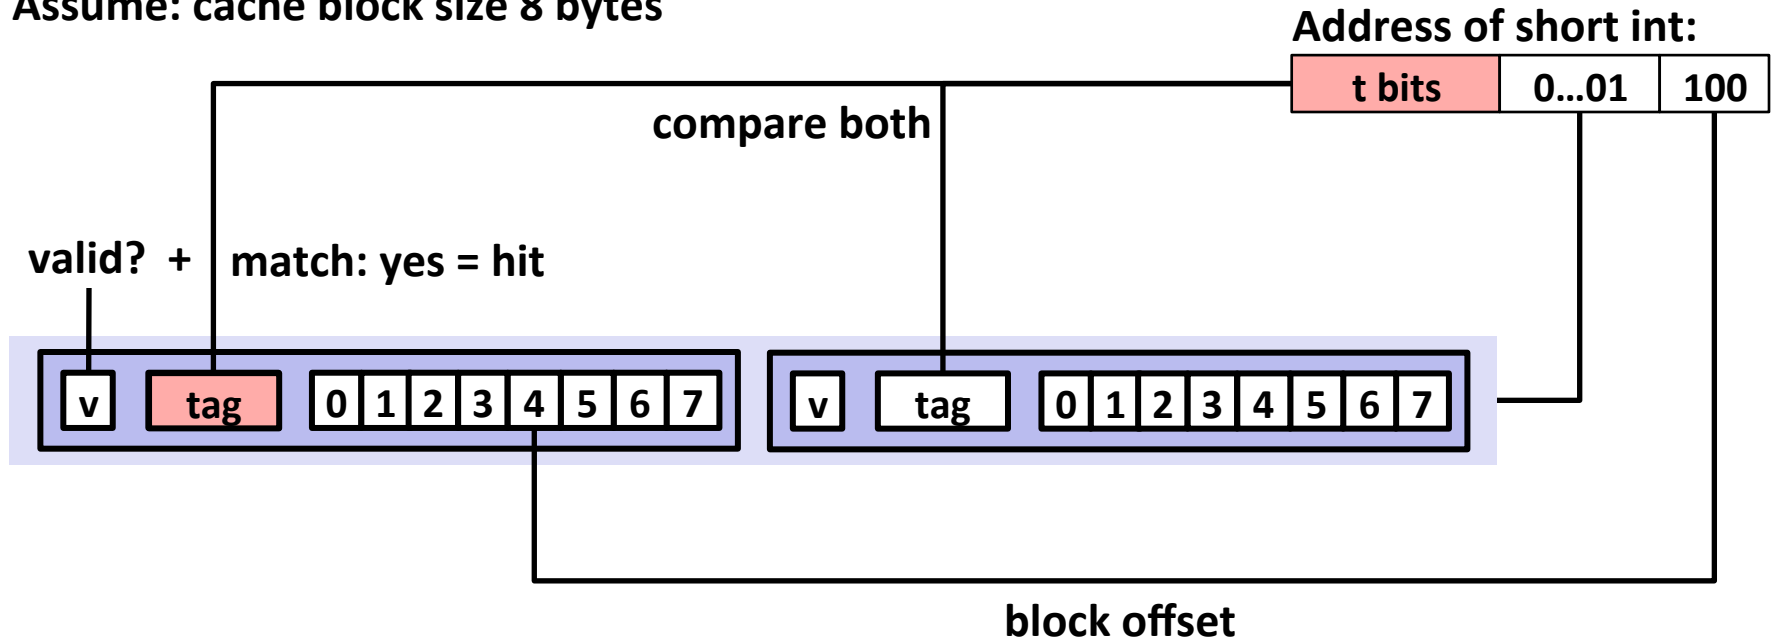 Assume: cache block size 8 bytes
Address of short int:
t bits 0...01 100
compare both
valid? + match: yes = hit
v tag 0 1 2 3 4 5 6 7 v tag 0 1 2 3 4 5 6 7
block offset